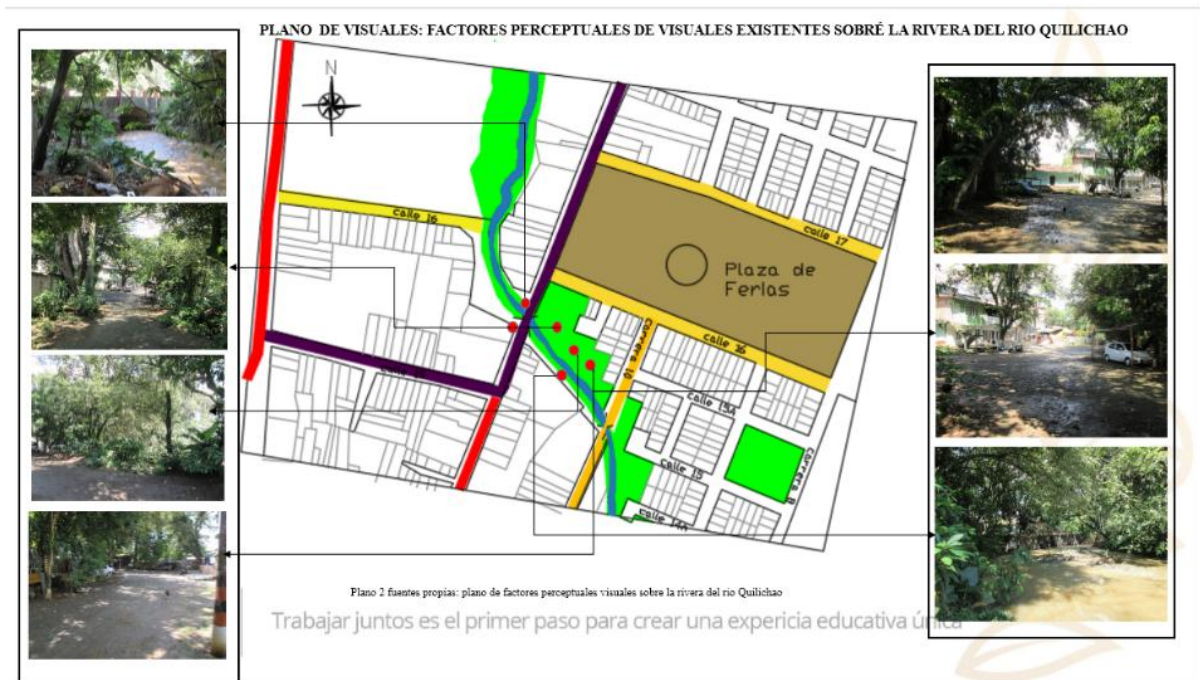 PLANO DE VISUALES: FACTORES PERCEPTUALES DE VISUALES EXISTENTES SOBRÉ LA RIVERA DEL RIO QUILICHAO
N
calle 16
calle 17
Plaza de
Ferias
calle 16
carrera 10
calle 15A
calle 15
carrera 8
calle 14A
Plano 2 fuentes propias: plano de factores perceptuales visuales sobre la rivera del rio Quilichao
Trabajar juntos es el primer paso para crear una expericia educativa única